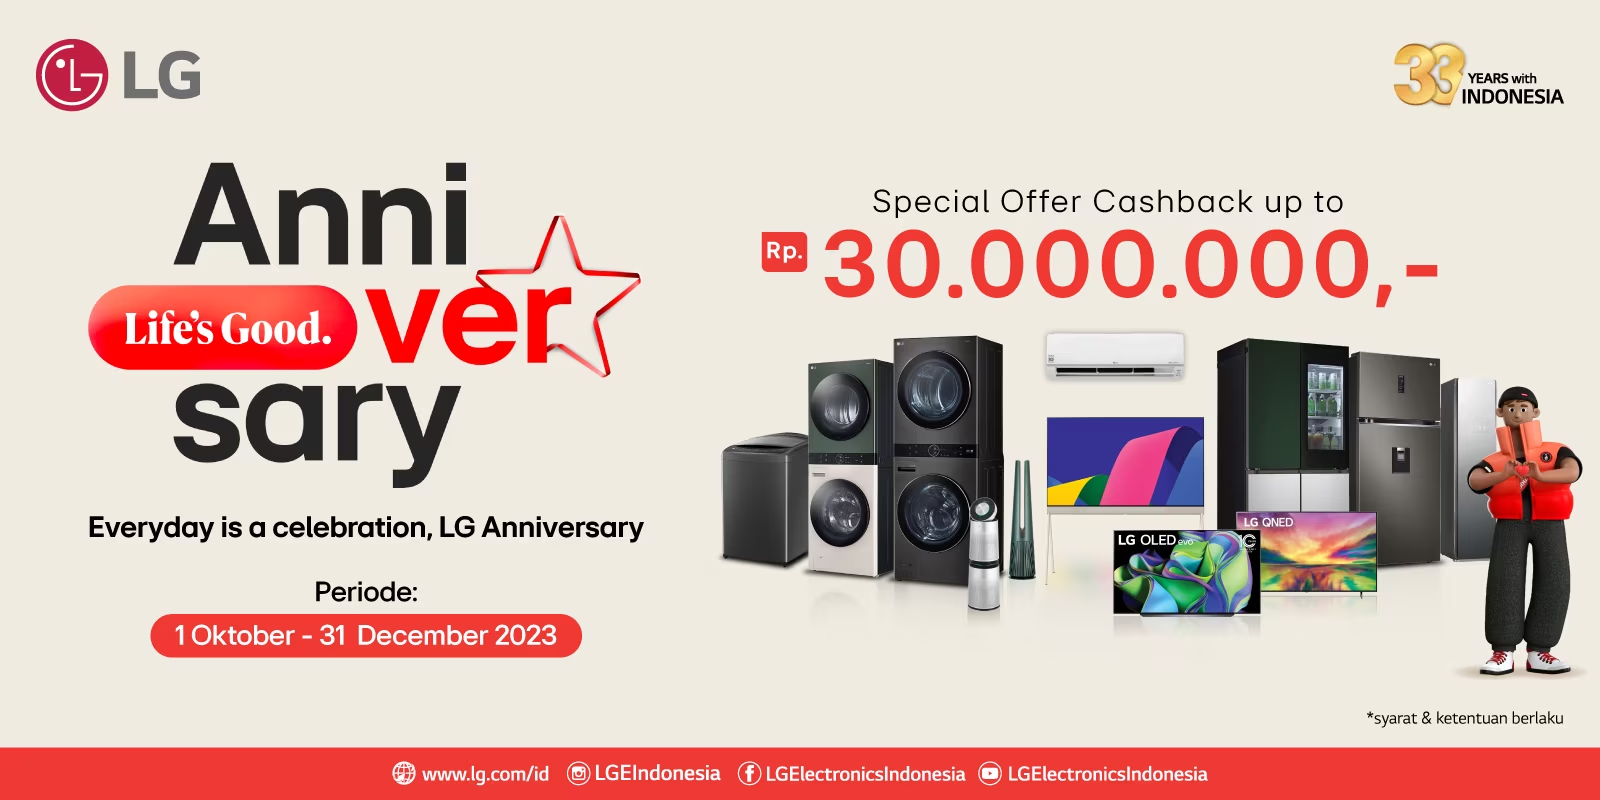 LG
33 YEARS with
INDONESIA
Anni
Life's Good. ver
sary
Everyday is a celebration, LG Anniversary
Periode:
1 Oktober - 31 December 2023
Special Offer Cashback up to
Rp. 30.000.000,-
LG OLED evo
LG QNED
*syarat & ketentuan berlaku
www.lg.com/id LGEIndonesia LGElectronicsIndonesia LGElectronicsIndonesia